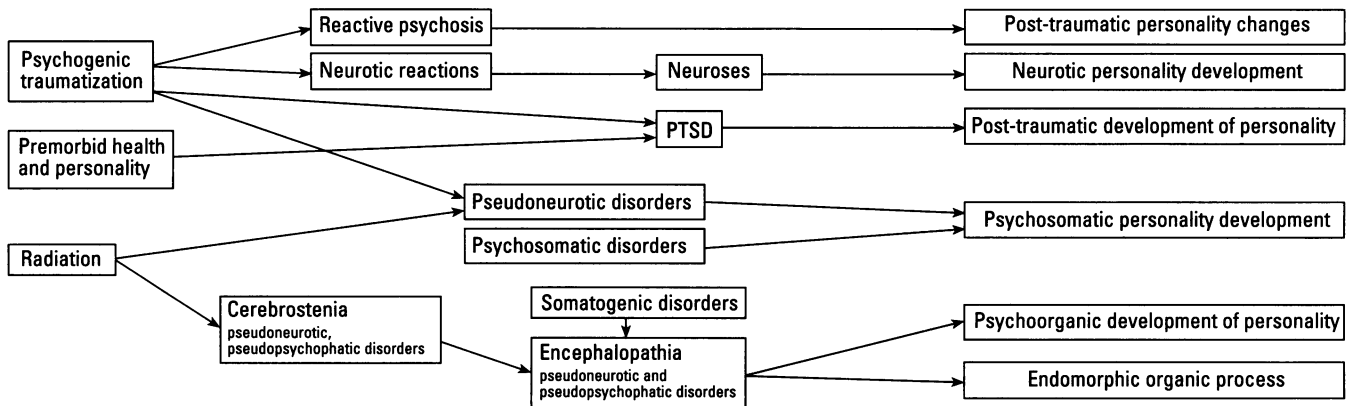 Reactive psychosis
Post-traumatic personality changes
Psychogenic
traumatization
Neurotic reactions
Neuroses
Neurotic personality development
PTSD
Post-traumatic development of personality
Premorbid health
and personality
Pseudoneurotic disorders
Psychosomatic personality development
Psychosomatic disorders
Radiation
Somatogenic disorders
Cerebrostenia
pseudoneurotic,
pseudopsychophatic disorders
Psychoorganic development of personality
Encephalopathia
pseudoneurotic and
pseudopsychophatic disorders
Endomorphic organic process